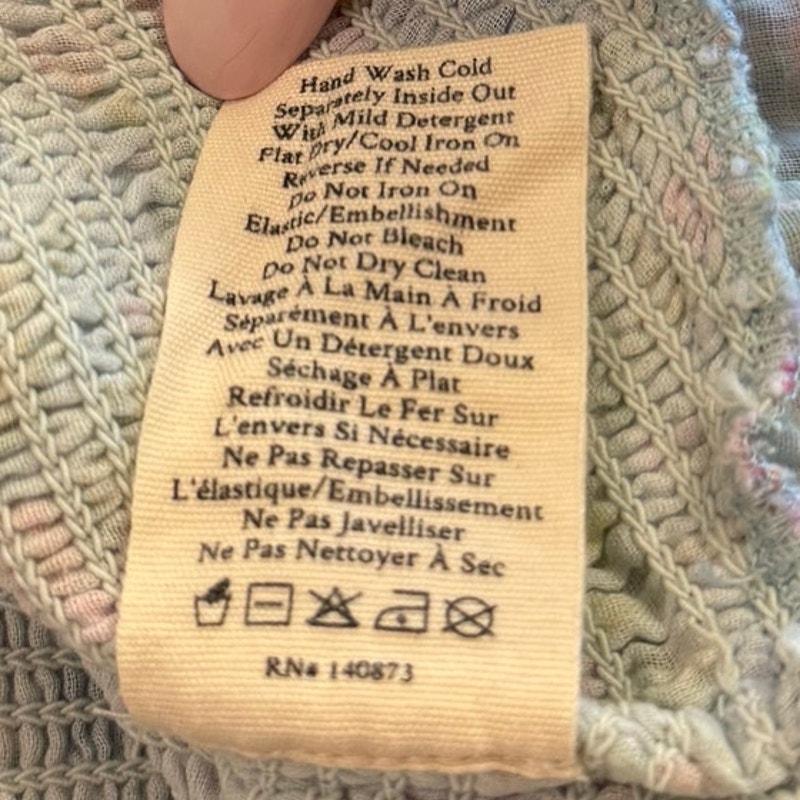 Hand Wash Cold
Separately Inside Out
With Mild Detergent
Flat Dry/Cool Iron On
Reverse If Needed
Do Not Iron On
Elastic/Embellishment
Do Not Bleach
Do Not Dry Clean
Lavage À La Main À Froid
Séparément À L'envers
Avec Un Détergent Doux
Séchage À Plat
Refroidir Le Fer Sur
L'envers Si Nécessaire
Ne Pas Repasser Sur
L'élastique/Embellissement
Ne Pas Javelliser
Ne Pas Nettoyer À Sec
RN# 140873